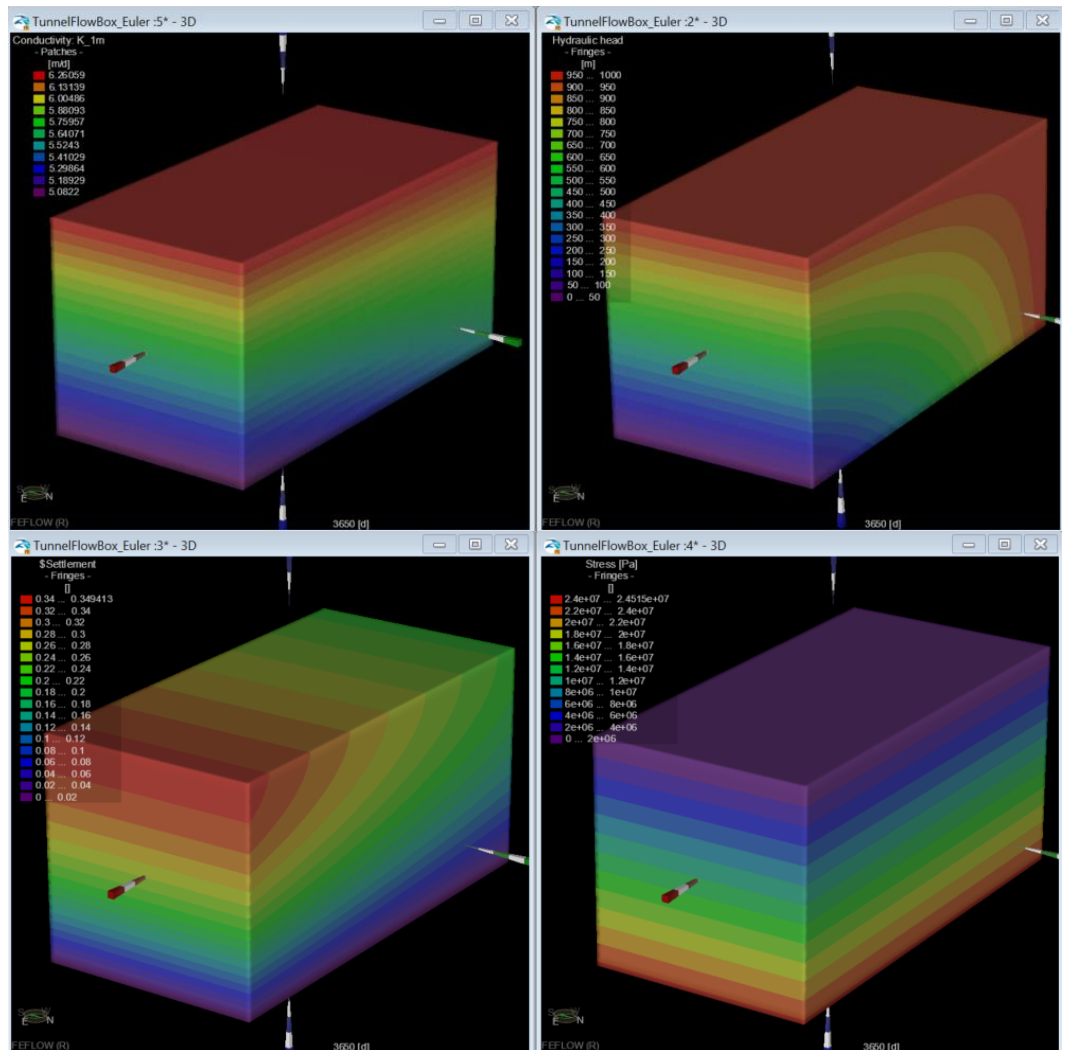 TunnelFlowBox_Euler :5* - 3D
Conductivity: K_1m
- Patches -
[m/d]
6.26059
6.13139
6.00486
5.88093
5.75957
5.64071
5.5243
5.41029
5.29864
5.18929
5.0822
E N
FEFLOW (R)
3650 [d]
TunnelFlowBox_Euler :2* - 3D
Hydraulic head
- Fringes -
[m]
950 ... 1000
900 ... 950
850 ... 900
800 ... 850
750 ... 800
700 ... 750
650 ... 700
600 ... 650
550 ... 600
500 ... 550
450 ... 500
400 ... 450
350 ... 400
300 ... 350
250 ... 300
200 ... 250
150 ... 200
100 ... 150
50 ... 100
0 ... 50
E N
FEFLOW (R)
3650 [d]
TunnelFlowBox_Euler :3* - 3D
$Settlement
- Fringes -
[]
0.34 ... 0.349413
0.32 ... 0.34
0.3 ... 0.32
0.28 ... 0.3
0.26 ... 0.28
0.24 ... 0.26
0.22 ... 0.24
0.2 ... 0.22
0.18 ... 0.2
0.16 ... 0.18
0.14 ... 0.16
0.12 ... 0.14
0.1 ... 0.12
0.08 ... 0.1
0.06 ... 0.08
0.04 ... 0.06
0.02 ... 0.04
0 ... 0.02
E N
FEFLOW (R)
3650 [d]
TunnelFlowBox_Euler :4* - 3D
Stress [Pa]
- Fringes -
[]
2.4e+07 ... 2.4515e+07
2.2e+07 ... 2.4e+07
2e+07 ... 2.2e+07
1.8e+07 ... 2e+07
1.6e+07 ... 1.8e+07
1.4e+07 ... 1.6e+07
1.2e+07 ... 1.4e+07
1e+07 ... 1.2e+07
8e+06 ... 1e+07
6e+06 ... 8e+06
4e+06 ... 6e+06
2e+06 ... 4e+06
0 ... 2e+06
E N
FEFLOW (R)
3650 [d]